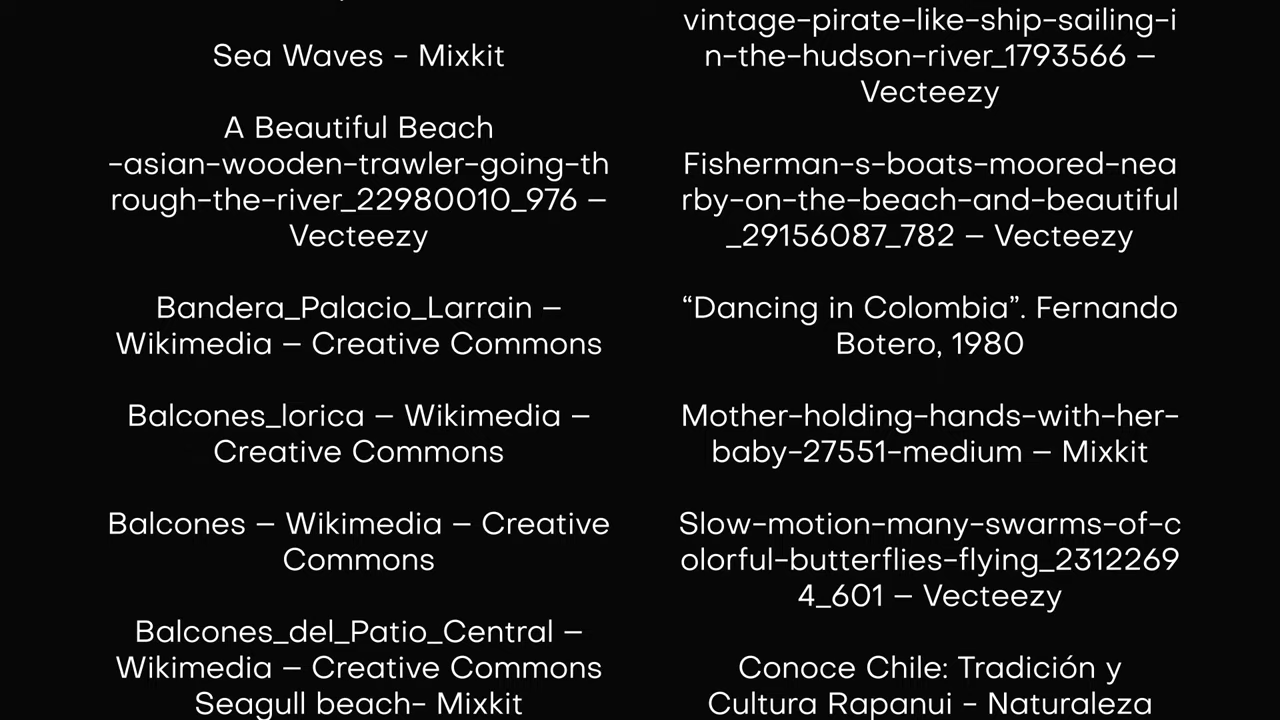 Sea Waves - Mixkit
A Beautiful Beach
-asian-wooden-trawler-going-th
rough-the-river_22980010_976 –
Vecteezy
Bandera_Palacio_Larrain –
Wikimedia – Creative Commons
Balcones_lorica – Wikimedia –
Creative Commons
Balcones – Wikimedia – Creative
Commons
Balcones_del_Patio_Central –
Wikimedia – Creative Commons
Seagull beach- Mixkit
vintage-pirate-like-ship-sailing-i
n-the-hudson-river_1793566 –
Vecteezy
Fisherman-s-boats-moored-nea
rby-on-the-beach-and-beautiful
_29156087_782 – Vecteezy
“Dancing in Colombia”. Fernando
Botero, 1980
Mother-holding-hands-with-her-
baby-27551-medium – Mixkit
Slow-motion-many-swarms-of-c
olorful-butterflies-flying_2312269
4_601 – Vecteezy
Conoce Chile: Tradición y
Cultura Rapanui - Naturaleza